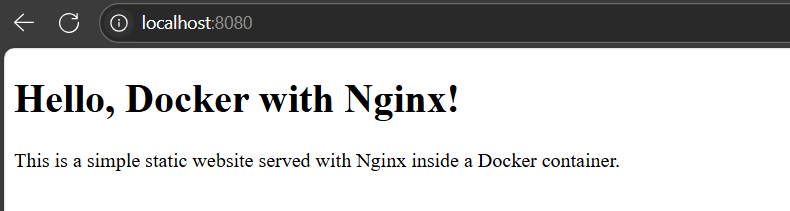 localhost:8080
Hello, Docker with Nginx!
This is a simple static website served with Nginx inside a Docker container.